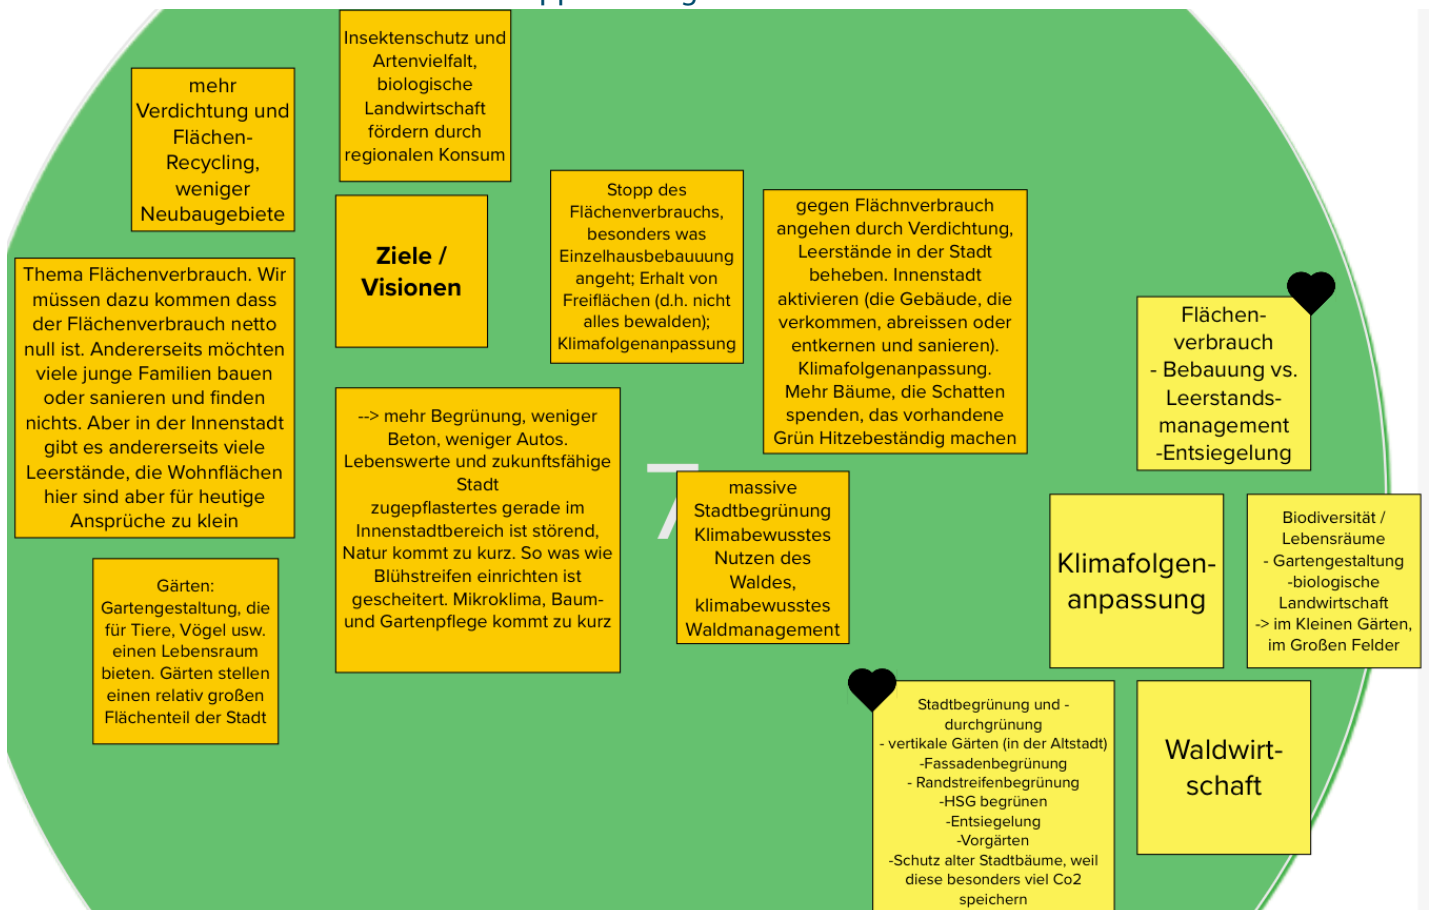 Insektenschutz und
Artenvielfalt,
biologische
Landwirtschaft
fördern durch
regionalen Konsum
mehr
Verdichtung und
Flächen-
Recycling,
weniger
Neubaugebiete
Ziele /
Visionen
Stopp des
Flächenverbrauchs,
besonders was
Einzelhausbebauuung
angeht; Erhalt von
Freiflächen (d.h. nicht
alles bewalden);
Klimafolgenanpassung
gegen Flächnverbrauch
angehen durch Verdichtung,
Leerstände in der Stadt
beheben. Innenstadt
aktivieren (die Gebäude, die
verkommen, abreissen oder
entkernen und sanieren).
Klimafolgenanpassung.
Mehr Bäume, die Schatten
spenden, das vorhandene
Grün Hitzebeständig machen
Thema Flächenverbrauch. Wir
müssen dazu kommen dass
der Flächenverbrauch netto
null ist. Andererseits möchten
viele junge Familien bauen
oder sanieren und finden
nichts. Aber in der Innenstadt
gibt es andererseits viele
Leerstände, die Wohnflächen
hier sind aber für heutige
Ansprüche zu klein
--> mehr Begrünung, weniger
Beton, weniger Autos.
Lebenswerte und zukunftsfähige
Stadt
zugepflastertes gerade im
Innenstadtbereich ist störend,
Natur kommt zu kurz. So was wie
Blühstreifen einrichten ist
gescheitert. Mikroklima, Baum-
und Gartenpflege kommt zu kurz
7
massive
Stadtbegrünung
Klimabewusstes
Nutzen des
Waldes,
klimabewusstes
Waldmanagement
Gärten:
Gartengestaltung, die
für Tiere, Vögel usw.
einen Lebensraum
bieten. Gärten stellen
einen relativ großen
Flächenteil der Stadt
Flächen-
verbrauch
- Bebauung vs.
Leerstands-
management
-Entsiegelung
Klimafolgen-
anpassung
Biodiversität /
Lebensräume
- Gartengestaltung
-biologische
Landwirtschaft
-> im Kleinen Gärten,
im Großen Felder
Stadtbegrünung und -
durchgrünung
- vertikale Gärten (in der Altstadt)
-Fassadenbegrünung
- Randstreifenbegrünung
-HSG begrünen
-Entsiegelung
-Vorgärten
-Schutz alter Stadtbäume, weil
diese besonders viel Co2
speichern
Waldwirt-
schaft